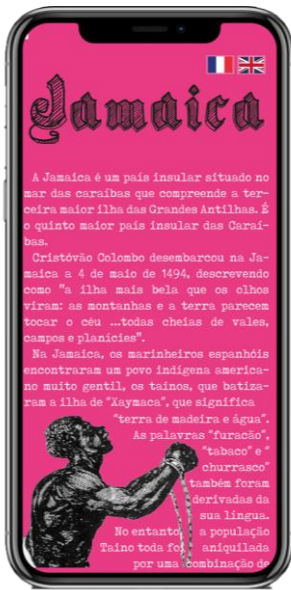 Jamaica
A Jamaica é um país insular situado no
mar das caraíbas que compreende a ter-
ceira maior ilha das Grandes Antilhas. É
o quinto maior país insular das Caraí-
bas.
Cristóvão Colombo desembarcou na Ja-
maica a 4 de maio de 1494, descrevendo
como "a ilha mais bela que os olhos
viram: as montanhas e a terra parecem
tocar o céu ...todas cheias de vales,
campos e planícies".
Na Jamaica, os marinheiros espanhóis
encontraram um povo indígena america-
no muito gentil, os tainos, que batiza-
ram a ilha de "Xaymaca", que significa
"terra de madeira e água".
As palavras "furacão",
"tabaco" e "
churrasco"
também foram
derivadas da
sua língua.
No entanto a população
Taino toda foi aniquilada
por uma combinação de